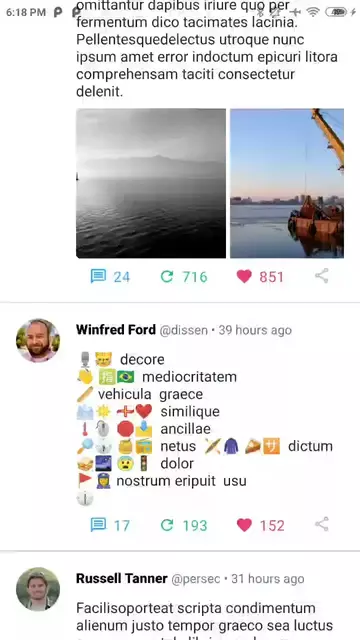 6:18 PM
omittantur dapibus iriure quo per
fermentum dico tacimates lacinia.
Pellentesquedelectus utroque nunc
ipsum amet error indoctum epicuri litora
comprehensam taciti consectetur
delenit.
24 716 851
Winfred Ford @dissen • 39 hours ago
🎙😽 decore
👏 🈯🇧🇷 mediocritatem
🥖 vehicula graece
similique
ancillae
netus dictum
dolor
nostrum eripuit usu
17 193 152
Russell Tanner @persec • 31 hours ago
Facilisoporteat scripta condimentum
alienum justo tempor graeco sea luctus